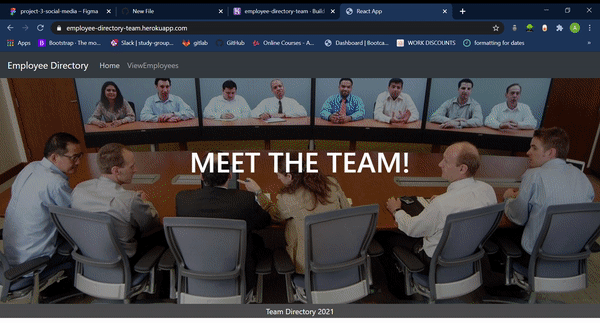 project-3-social-media – Figma
New File
employee-directory-team · Build
React App
employee-directory-team.herokuapp.com
Apps
Bootstrap · The mo...
Slack | study-group...
gitlab
GitHub
Online Courses - A...
Dashboard | Bootca...
WORK DISCOUNTS
formatting for dates
Employee Directory
Home
ViewEmployees
MEET THE TEAM!
Team Directory 2021